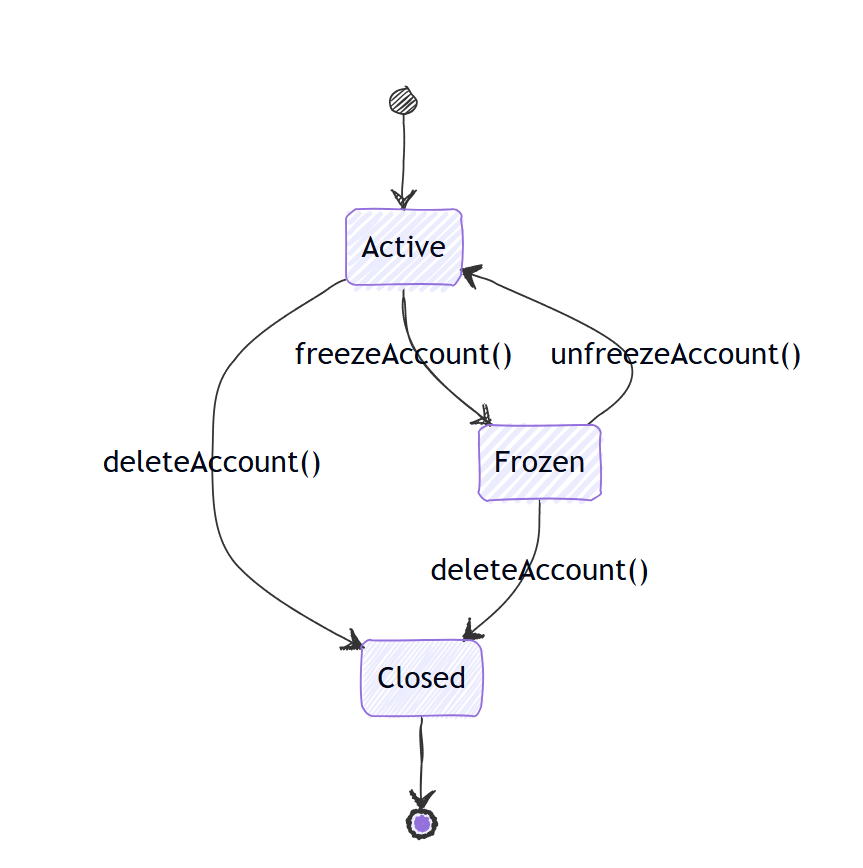 Active
freezeAccount()
unfreezeAccount()
deleteAccount()
Frozen
deleteAccount()
Closed